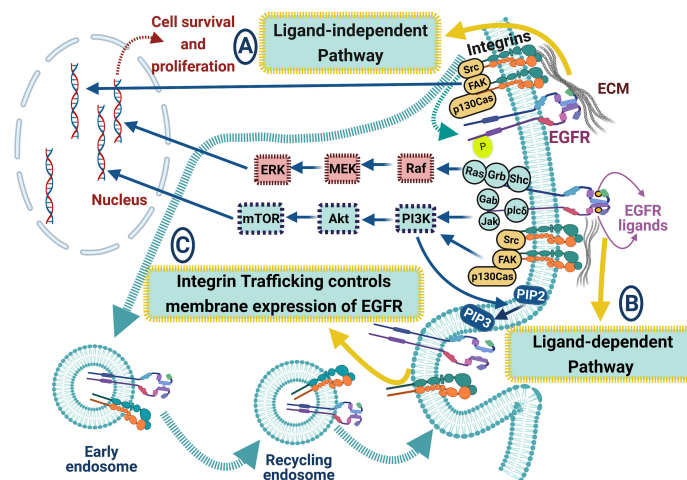 Cell survival
and
proliferation
A
Ligand-independent
Pathway
Integrins
Src
FAK
p130Cas
ECM
EGFR
P
Nucleus
ERK
MEK
Raf
Ras
Grb
Shc
mTOR
Akt
PI3K
Gab
Jak
plcδ
EGFR
ligands
Src
FAK
p130Cas
C
Integrin Trafficking controls
membrane expression of EGFR
PIP2
PIP3
B
Ligand-dependent
Pathway
Early
endosome
Recycling
endosome